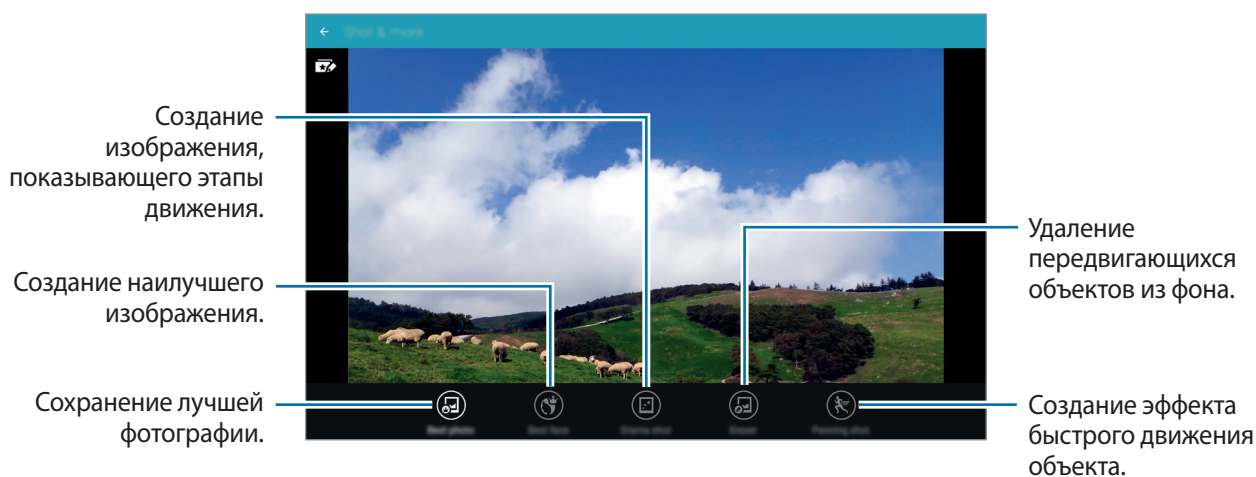 Shot & more
Создание
изображения,
показывающего этапы
движения.
Создание наилучшего
изображения.
Сохранение лучшей
фотографии.
Удаление
передвигающихся
объектов из фона.
Создание эффекта
быстрого движения
объекта.
Best photo
Best face
Drama shot
Eraser
Panning shot